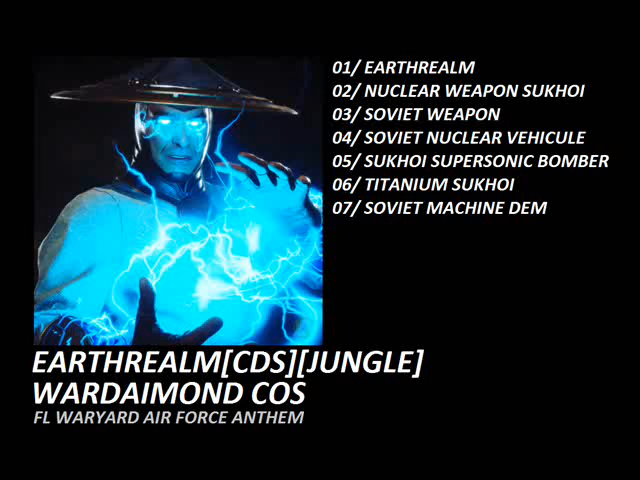 01/ EARTHREALM
02/ NUCLEAR WEAPON SUKHOI
03/ SOVIET WEAPON
04/ SOVIET NUCLEAR VEHICULE
05/ SUKHOI SUPERSONIC BOMBER
06/ TITANIUM SUKHOI
07/ SOVIET MACHINE DEM
EARTHREALM[CDS][JUNGLE]
WARDAIMOND COS
FL WARYARD AIR FORCE ANTHEM